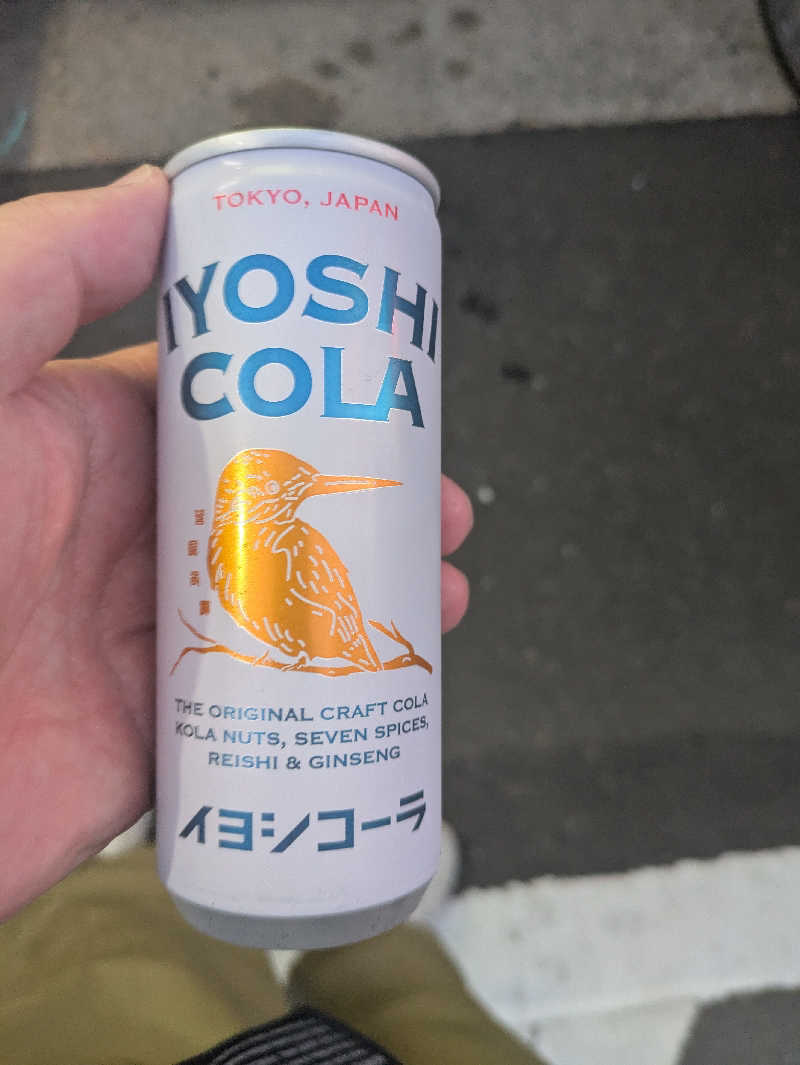 TOKYO, JAPAN
IYOSHI
COLA
THE ORIGINAL CRAFT COLA
KOLA NUTS, SEVEN SPICES,
REISHI & GINSENG
イヨシコーラ